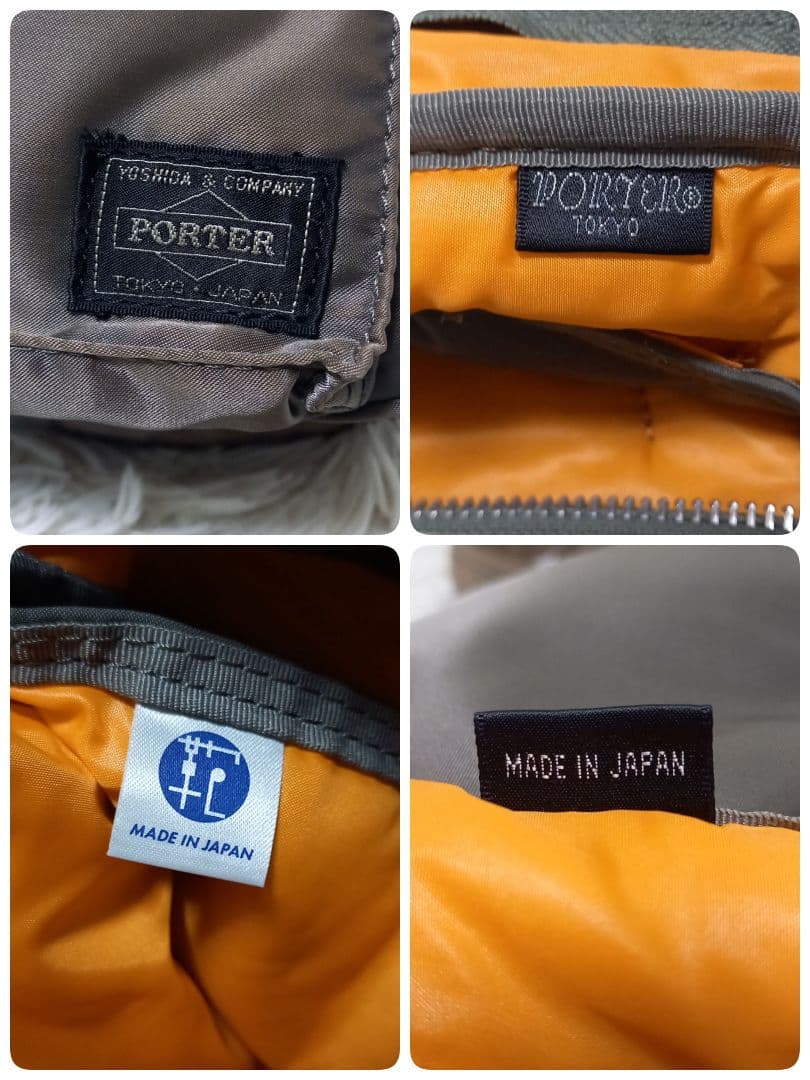 YOSHIDA & COMPANY
PORTER
TOKYO · JAPAN
PORTER®
TOKYO
MADE IN JAPAN
MADE IN JAPAN